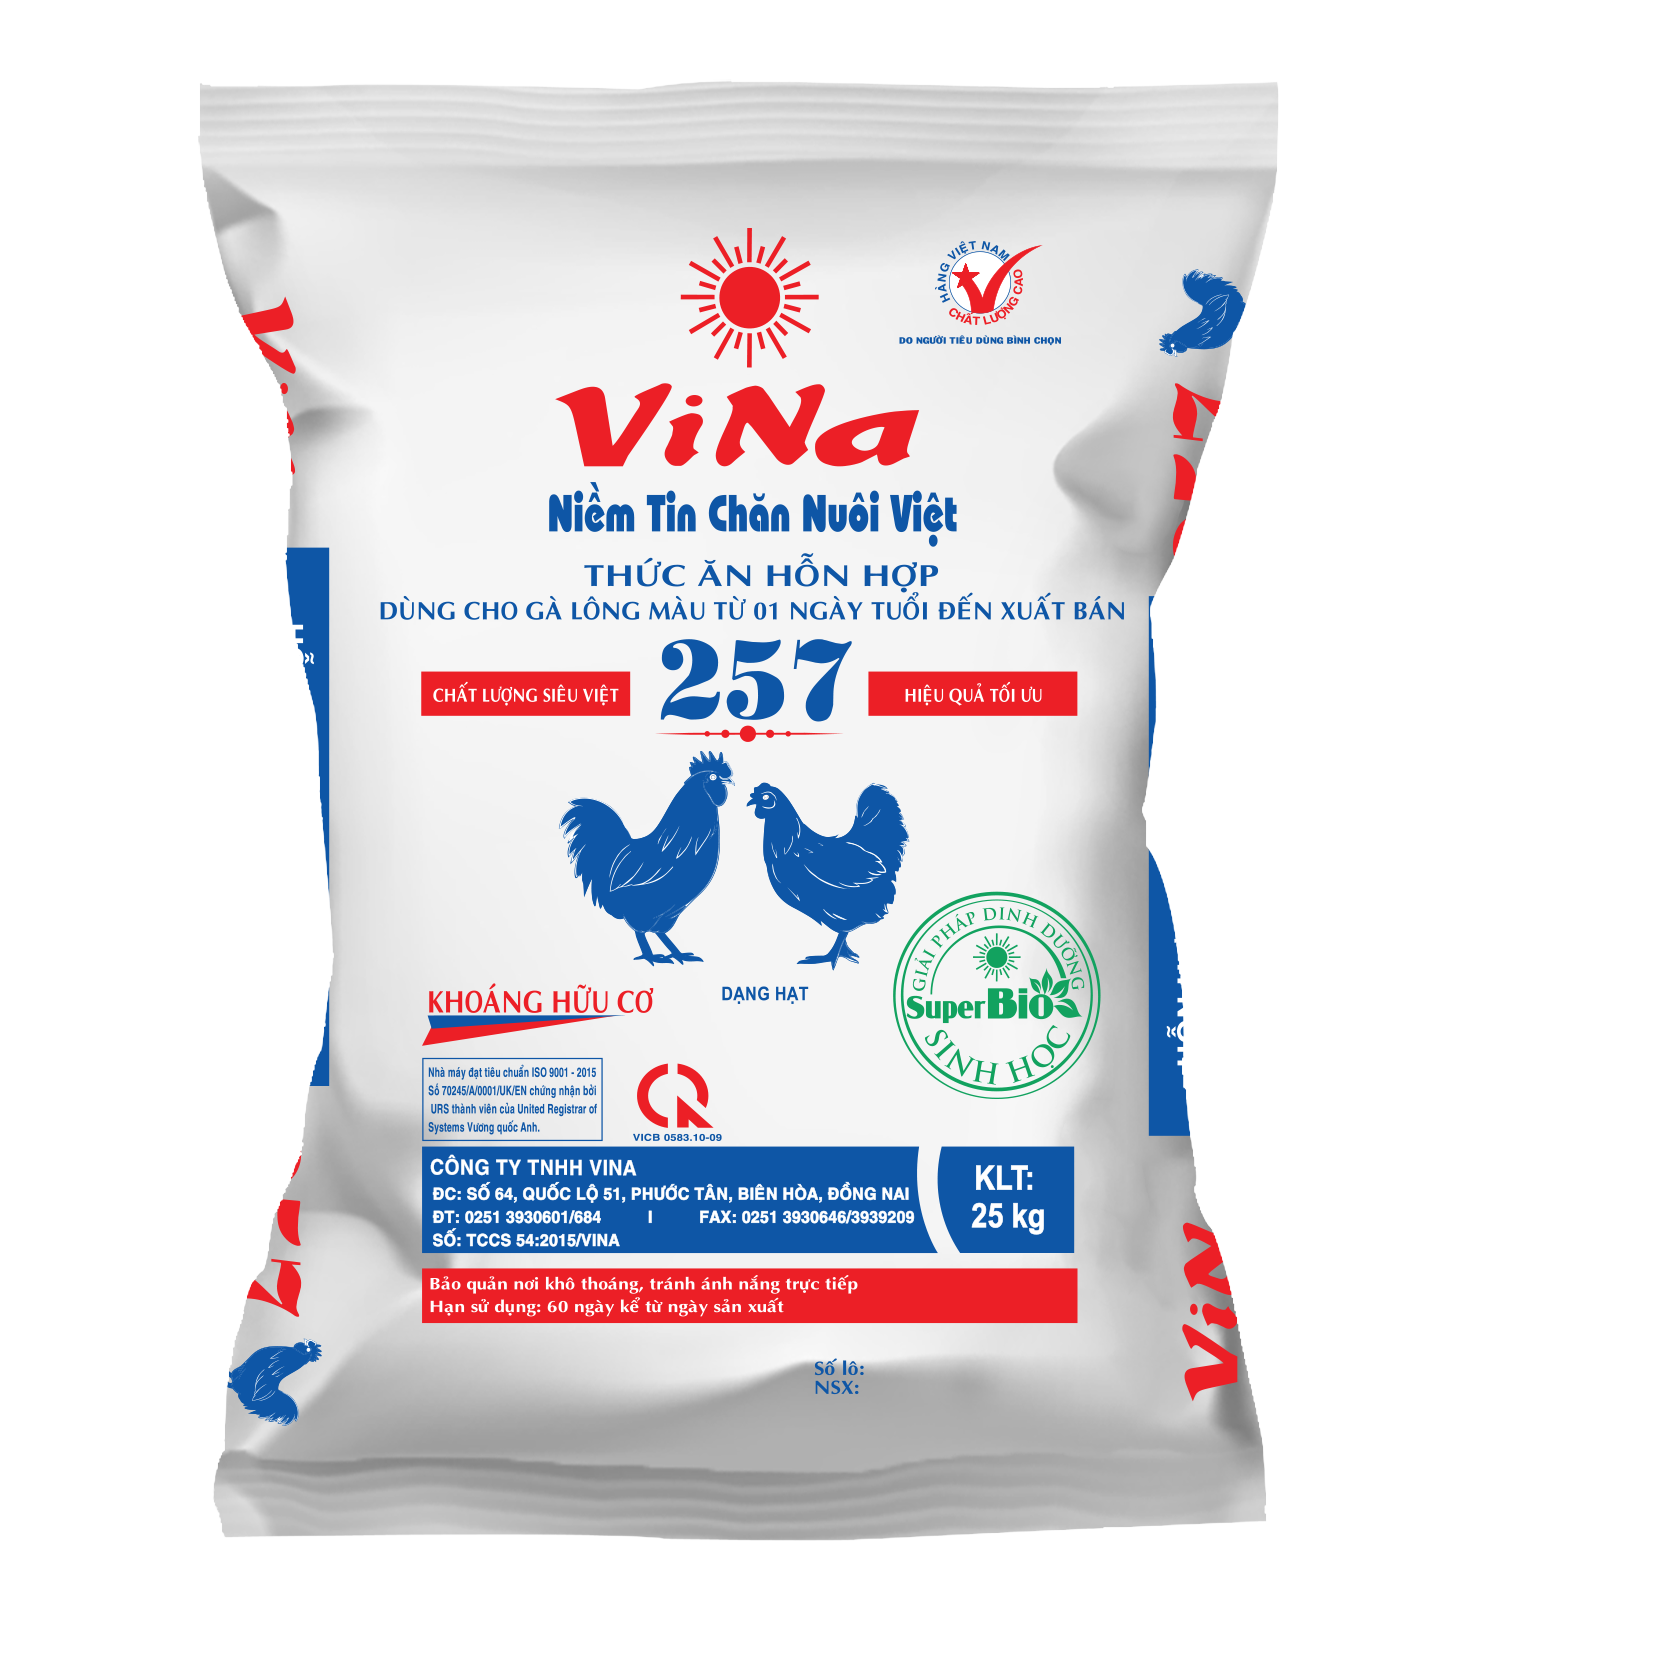 HÀNG VIỆT NAM
CHẤT LƯỢNG CAO
DO NGƯỜI TIÊU DÙNG BÌNH CHỌN
ViNa
Niềm Tin Chăn Nuôi Việt
THỨC ĂN HỖN HỢP
DÙNG CHO GÀ LÔNG MÀU TỪ 01 NGÀY TUỔI ĐẾN XUẤT BÁN
CHẤT LƯỢNG SIÊU VIỆT
257
HIỆU QUẢ TỐI ƯU
GIẢI PHÁP DINH DƯỠNG
SuperBio
SINH HỌC
DẠNG HẠT
KHOÁNG HỮU CƠ
Nhà máy đạt tiêu chuẩn ISO 9001 - 2015
Số 70245/A/0001/UK/EN chứng nhận bởi
URS thành viên của United Registrar of
Systems Vương quốc Anh.
VICB 0583.10-09
CÔNG TY TNHH VINA
ĐC: SỐ 64, QUỐC LỘ 51, PHƯỚC TÂN, BIÊN HÒA, ĐỒNG NAI
ĐT: 0251 3930601/684 I FAX: 0251 3930646/3939209
SỐ: TCCS 54:2015/VINA
KLT:
25 kg
Bảo quản nơi khô thoáng, tránh ánh nắng trực tiếp
Hạn sử dụng: 60 ngày kể từ ngày sản xuất
Số lô:
NSX:
ViN